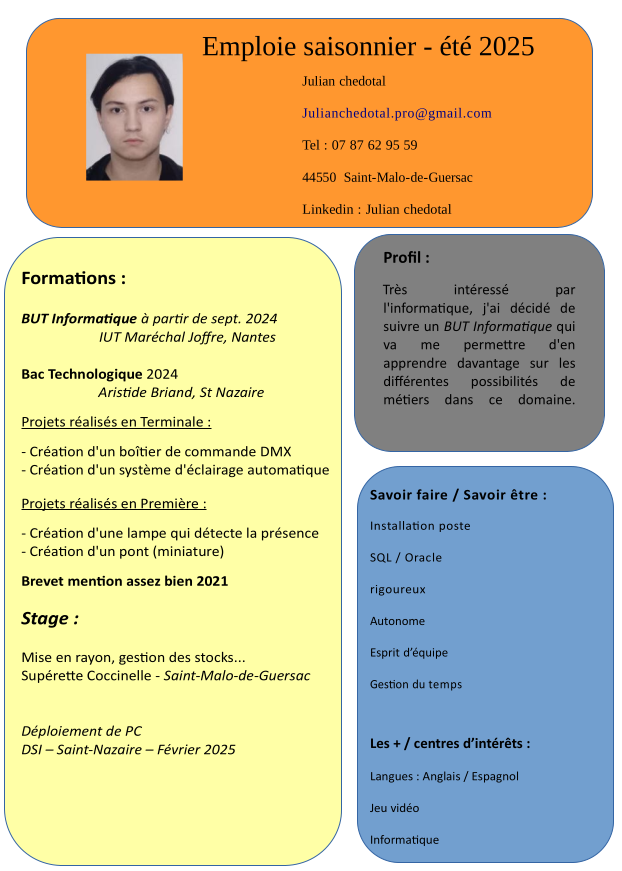 Emploie saisonnier - été 2025
Julian chedotal
Julianchedotal.pro@gmail.com
Tel : 07 87 62 95 59
44550 Saint-Malo-de-Guersac
Linkedin : Julian chedotal
Formations :
BUT Informatique à partir de sept. 2024
IUT Maréchal Joffre, Nantes
Bac Technologique 2024
Aristide Briand, St Nazaire
Projets réalisés en Terminale :
- Création d'un boîtier de commande DMX
- Création d'un système d'éclairage automatique
Projets réalisés en Première :
- Création d'une lampe qui détecte la présence
- Création d'un pont (miniature)
Brevet mention assez bien 2021
Stage :
Mise en rayon, gestion des stocks...
Supérette Coccinelle - Saint-Malo-de-Guersac
Déploiement de PC
DSI – Saint-Nazaire – Février 2025
Profil :
Très intéressé par
l'informatique, j'ai décidé de
suivre un BUT Informatique qui
va me permettre d'en
apprendre davantage sur les
différentes possibilités de
métiers dans ce domaine.
Savoir faire / Savoir être :
Installation poste
SQL / Oracle
rigoureux
Autonome
Esprit d’équipe
Gestion du temps
Les + / centres d’intérêts :
Langues : Anglais / Espagnol
Jeu vidéo
Informatique